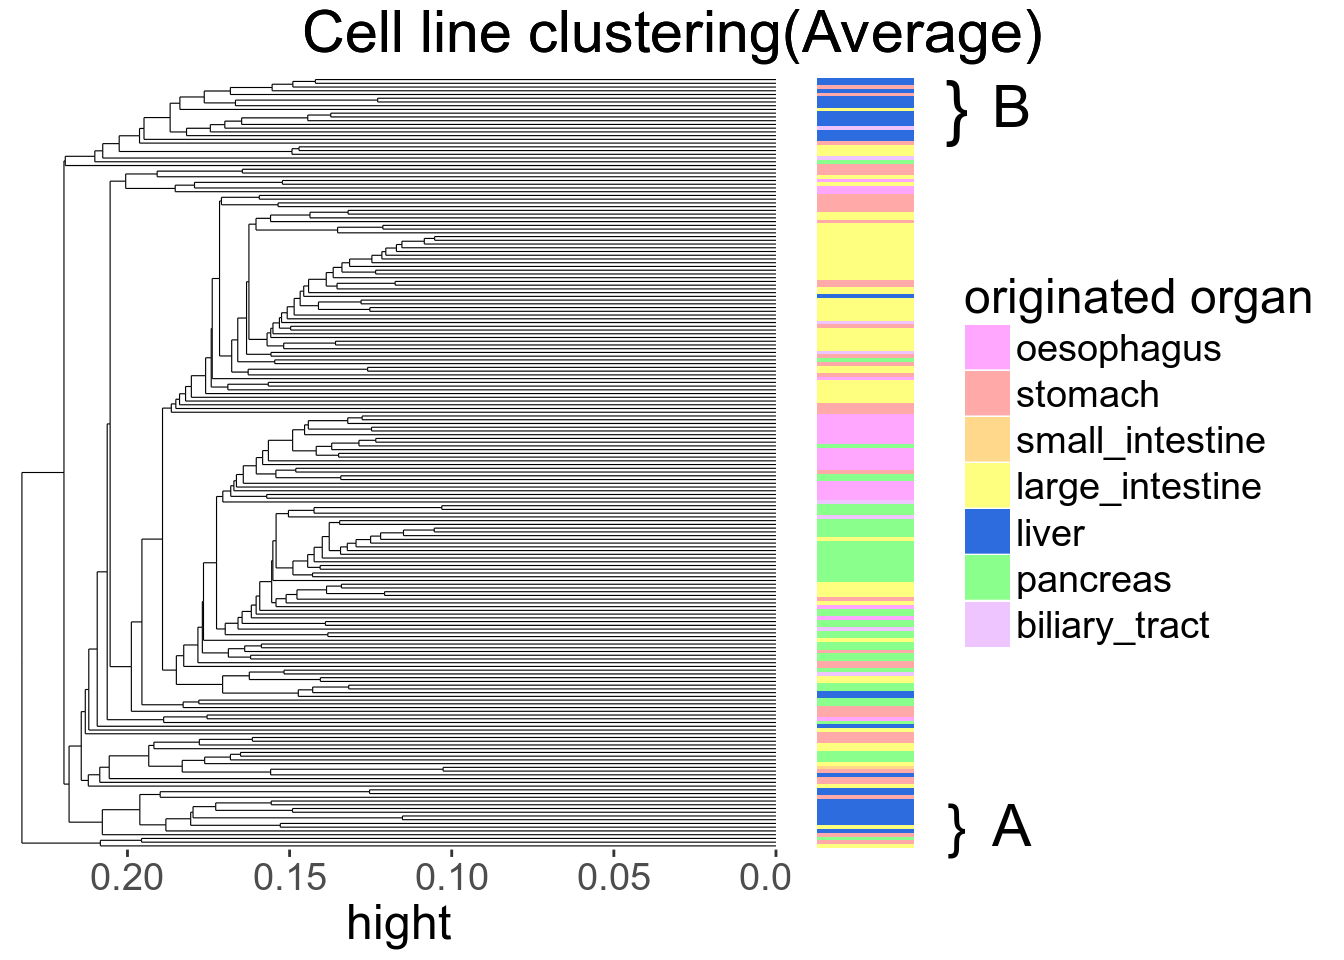 Cell line clustering(Average)
} B
originated organ
oesophagus
stomach
small_intestine
large_intestine
liver
pancreas
biliary_tract
} A
0.20 0.15 0.10 0.05 0.0
hight